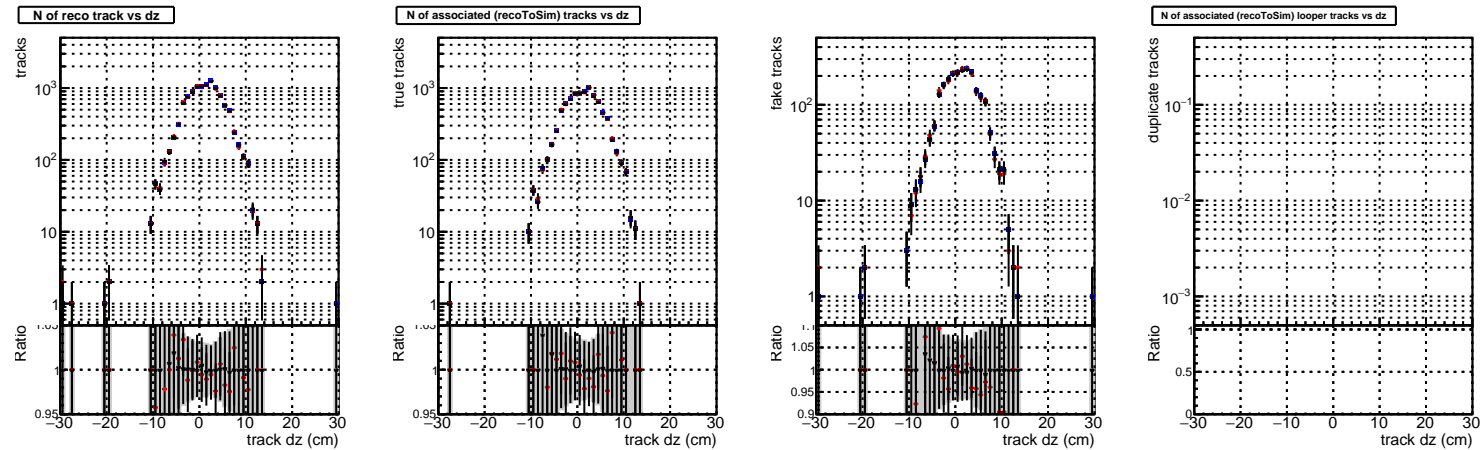 N of reco track vs dz
tracks
10³
10²
10
1
Ratio
1.05
1
0.95
−30 −20 −10 0 10 20 30
track dz (cm)
N of associated (recoToSim) tracks vs dz
true tracks
10³
10²
10
1
Ratio
1.05
1
0.95
−30 −20 −10 0 10 20 30
track dz (cm)
fake tracks
10²
10
1
Ratio
1.1
1.05
1
0.95
0.9
−30 −20 −10 0 10 20 30
track dz (cm)
N of associated (recoToSim) looper tracks vs dz
duplicate tracks
10⁻¹
10⁻²
10⁻³
Ratio
1
0.5
0
−30 −20 −10 0 10 20 30
track dz (cm)